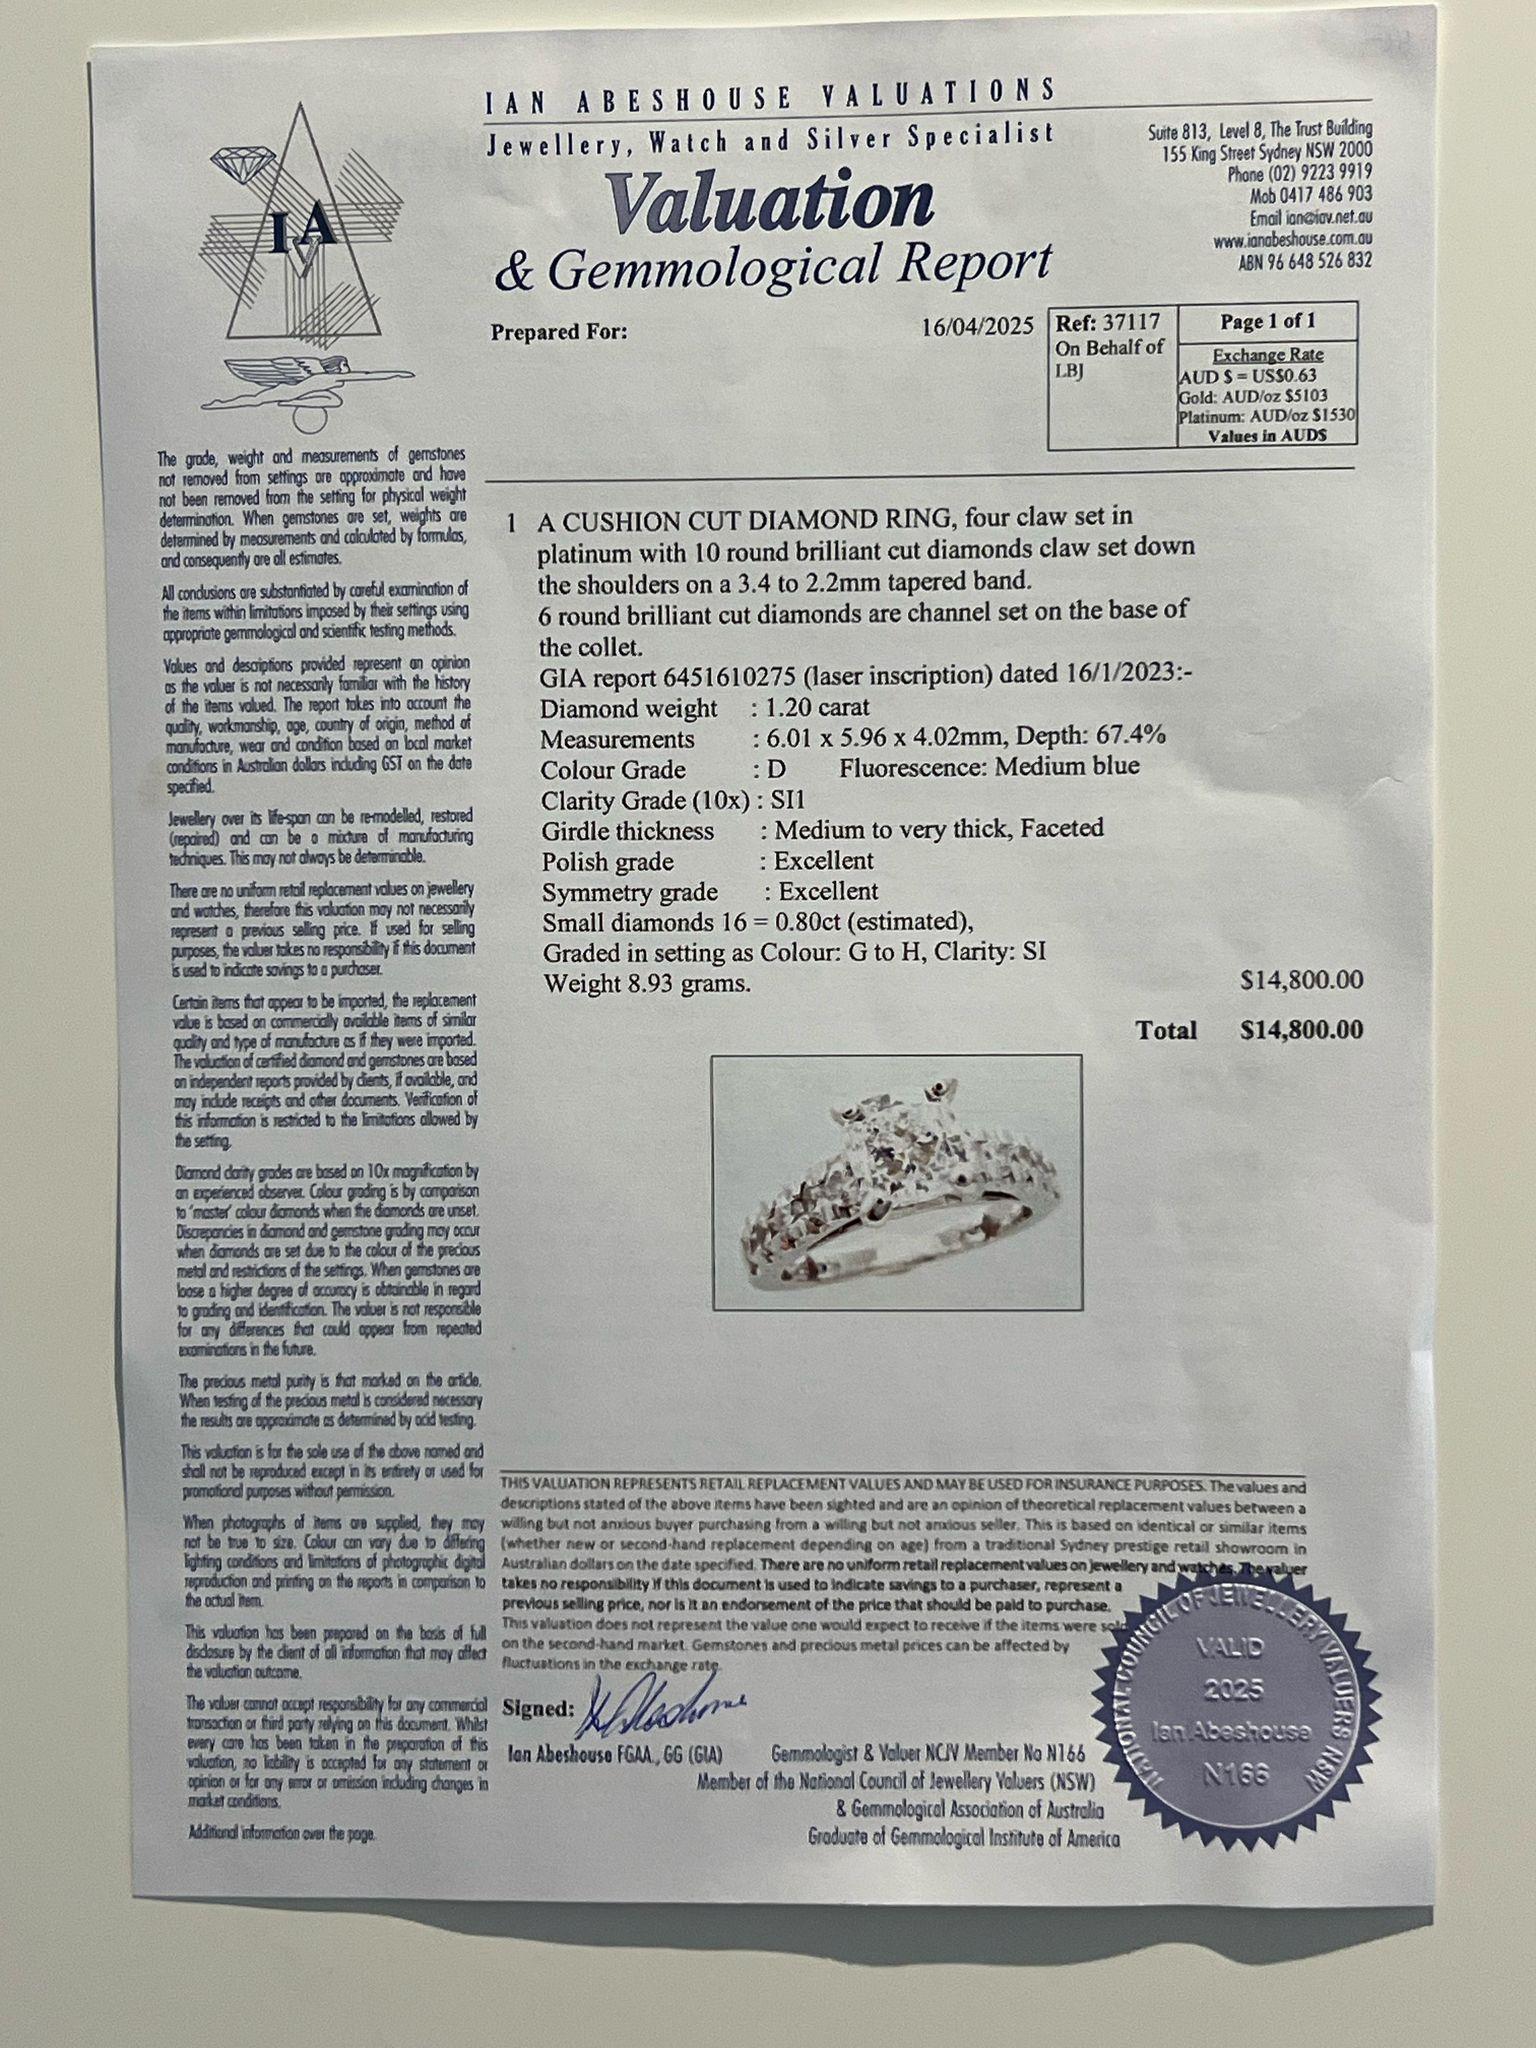 IAN ABESHOUSE VALUATIONS
Jewellery, Watch and Silver Specialist
Valuation
& Gemmological Report
Suite 813, Level 8, The Trust Building
155 King Street Sydney NSW 2000
Phone (02) 9223 9919
Mob 0417 486 903
Email ian@iav.net.au
www.ianabeshouse.com.au
ABN 96 648 526 832
IAV
Prepared For:
16/04/2025
Ref: 37117
On Behalf of
LBJ
Page 1 of 1
Exchange Rate
AUD $ = US$0.63
Gold: AUD/oz $5103
Platinum: AUD/oz $1530
Values in AUD$
The grade, weight and measurements of gemstones
not removed from settings are approximate and have
not been removed from the setting for physical weight
determination. When gemstones are set, weights are
determined by measurements and calculated by formulas,
and consequently are all estimates.
All conclusions are substantiated by careful examination of
the items within limitations imposed by their settings using
appropriate gemmological and scientific testing methods.
Values and descriptions provided represent an opinion
as the valuer is not necessarily familiar with the history
of the items valued. The report takes into account the
quality, workmanship, age, country of origin, method of
manufacture, wear and condition based on local market
conditions in Australian dollars including GST on the date
specified.
Jewellery over its life-span can be re-modelled, restored
(repaired) and can be a mixture of manufacturing
techniques. This may not always be determinable.
There are no uniform retail replacement values on jewellery
and watches, therefore this valuation may not necessarily
represent a previous selling price. If used for selling
purposes, the valuer takes no responsibility if this document
is used to indicate savings to a purchaser.
Certain items that appear to be imported, the replacement
value is based on commercially available items of similar
quality and type of manufacture as if they were imported.
The valuation of certified diamond and gemstones are based
on independent reports provided by clients, if available, and
may include receipts and other documents. Verification of
this information is restricted to the limitations allowed by
the setting.
Diamond clarity grades are based on 10x magnification by
an experienced observer. Colour grading is by comparison
to 'master' colour diamonds when the diamonds are unset.
Discrepancies in diamond and gemstone grading may occur
when diamonds are set due to the colour of the precious
metal and restrictions of the settings. When gemstones are
loose a higher degree of accuracy is obtainable in regard
to grading and identification. The valuer is not responsible
for any differences that could appear from repeated
examinations in the future.
The precious metal purity is that marked on the article.
When testing of the precious metal is considered necessary
the results are approximate as determined by acid testing.
This valuation is for the sole use of the above named and
shall not be reproduced except in its entirety or used for
promotional purposes without permission.
When photographs of items are supplied, they may
not be true to size. Colour can vary due to differing
lighting conditions and limitations of photographic digital
reproduction and printing on the reports in comparison to
the actual item.
This valuation has been prepared on the basis of full
disclosure by the client of all information that may affect
the valuation outcome.
The valuer cannot accept responsibility for any commercial
transaction or third party relying on this document. Whilst
every care has been taken in the preparation of this
valuation, no liability is accepted for any statement or
opinion or for any error or omission including changes in
market conditions.
Additional information over the page.
1 A CUSHION CUT DIAMOND RING, four claw set in
platinum with 10 round brilliant cut diamonds claw set down
the shoulders on a 3.4 to 2.2mm tapered band.
6 round brilliant cut diamonds are channel set on the base of
the collet.
GIA report 6451610275 (laser inscription) dated 16/1/2023:-
Diamond weight : 1.20 carat
Measurements : 6.01 x 5.96 x 4.02mm, Depth: 67.4%
Colour Grade : D Fluorescence: Medium blue
Clarity Grade (10x) : SI1
Girdle thickness : Medium to very thick, Faceted
Polish grade : Excellent
Symmetry grade : Excellent
Small diamonds 16 = 0.80ct (estimated),
Graded in setting as Colour: G to H, Clarity: SI
Weight 8.93 grams. $14,800.00
Total $14,800.00
THIS VALUATION REPRESENTS RETAIL REPLACEMENT VALUES AND MAY BE USED FOR INSURANCE PURPOSES. The values and
descriptions stated of the above items have been sighted and are an opinion of theoretical replacement values between a
willing but not anxious buyer purchasing from a willing but not anxious seller. This is based on identical or similar items
(whether new or second-hand replacement depending on age) from a traditional Sydney prestige retail showroom in
Australian dollars on the date specified. There are no uniform retail replacement values on jewellery and watches. The valuer
takes no responsibility if this document is used to indicate savings to a purchaser, represent a
previous selling price, nor is it an endorsement of the price that should be paid to purchase.
This valuation does not represent the value one would expect to receive if the items were sold
on the second-hand market. Gemstones and precious metal prices can be affected by
fluctuations in the exchange rate.
Signed:
Ian Abeshouse FGAA., GG (GIA) Gemmologist & Valuer NCJV Member No N166
Member of the National Council of Jewellery Valuers (NSW)
& Gemmological Association of Australia
Graduate of Gemmological Institute of America
NATIONAL COUNCIL OF JEWELLERY VALUERS NSW
VALID
2025
Ian Abeshouse
N166